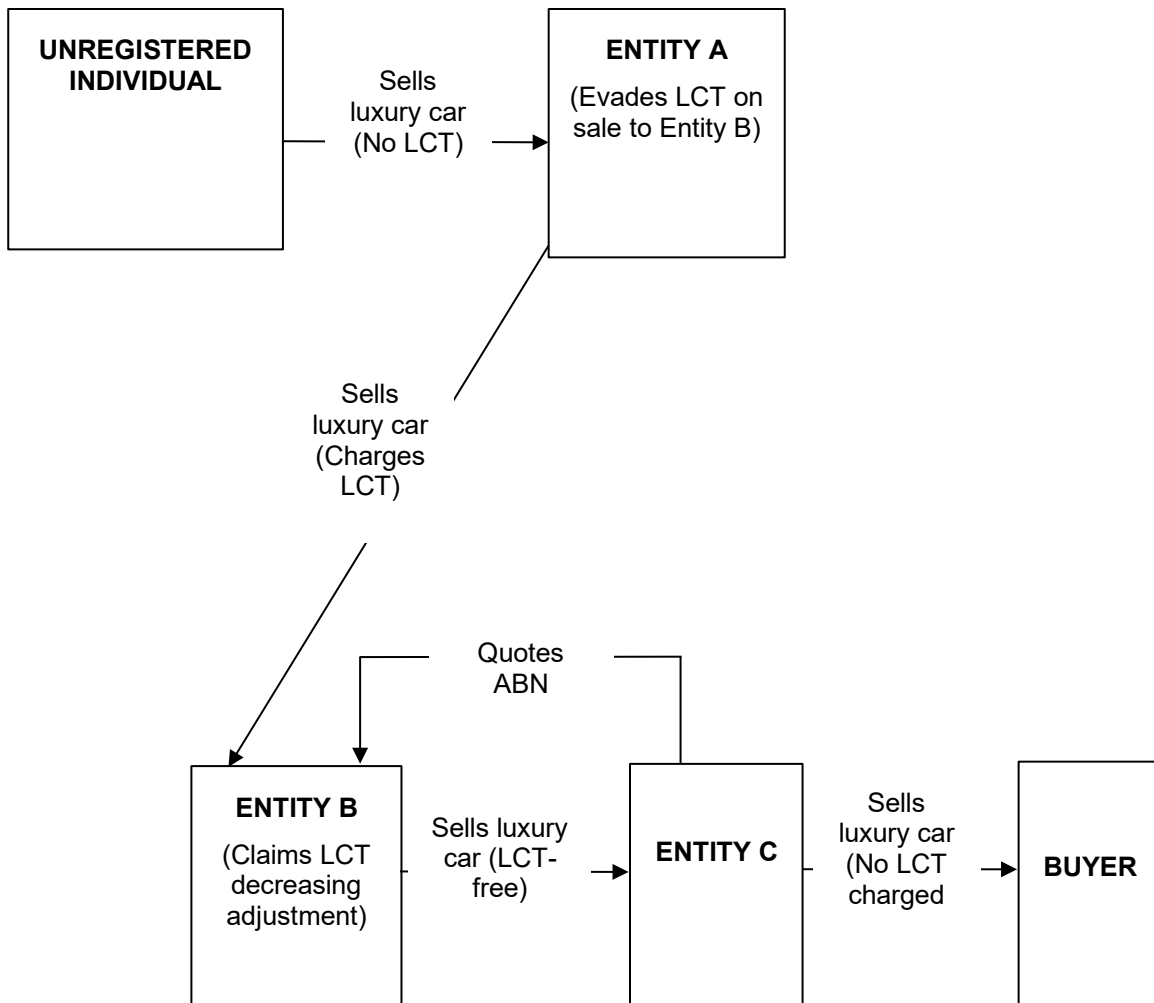 UNREGISTERED
INDIVIDUAL
Sells
luxury car
(No LCT)
ENTITY A
(Evades LCT on
sale to Entity B)
Sells
luxury car
(Charges
LCT)
Quotes
ABN
ENTITY B
(Claims LCT
decreasing
adjustment)
Sells luxury
car (LCT-
free)
ENTITY C
Sells
luxury car
(No LCT
charged
BUYER